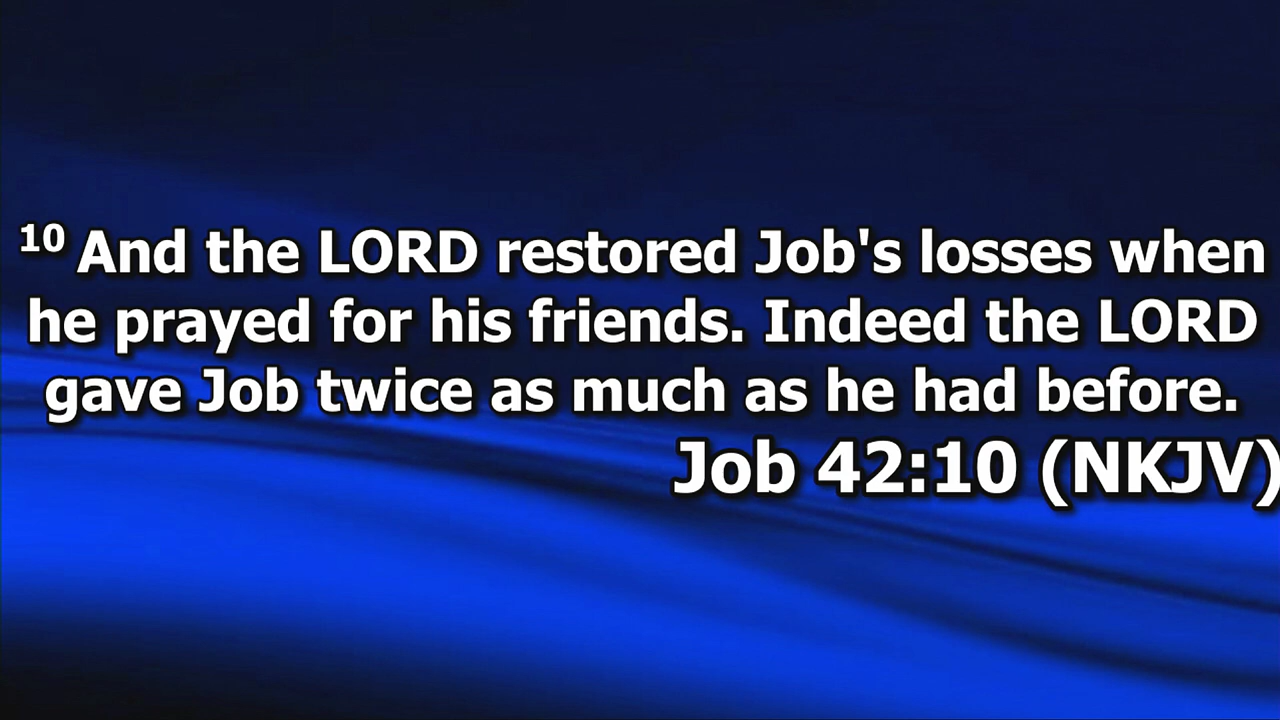 10 And the LORD restored Job's losses when
he prayed for his friends. Indeed the LORD
gave Job twice as much as he had before.
Job 42:10 (NKJV)